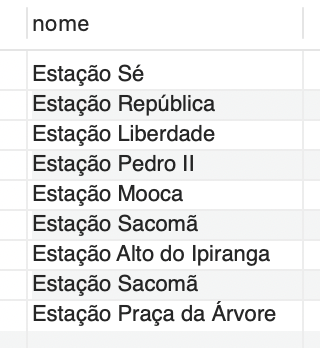 nome
Estação Sé
Estação República
Estação Liberdade
Estação Pedro II
Estação Mooca
Estação Sacomã
Estação Alto do Ipiranga
Estação Sacomã
Estação Praça da Árvore